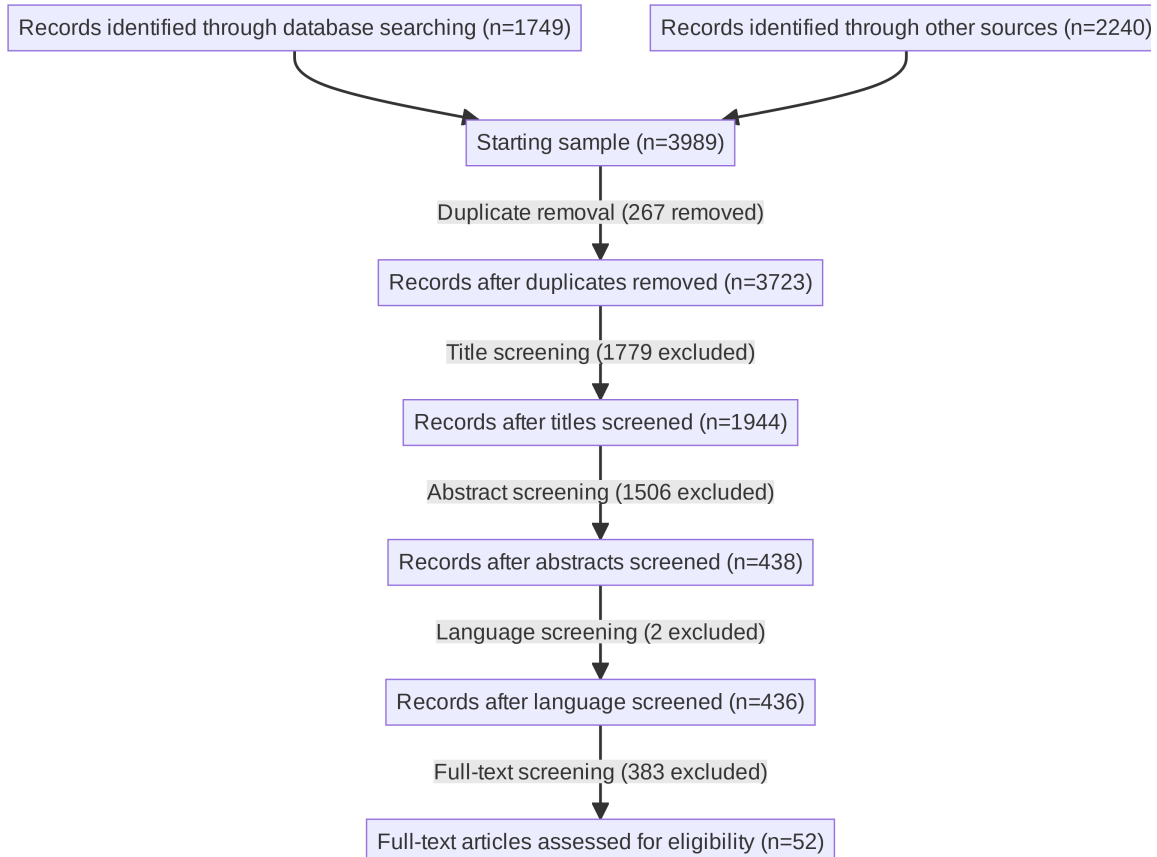 Records identified through database searching (n=1749)
Records identified through other sources (n=2240)
Starting sample (n=3989)
Duplicate removal (267 removed)
Records after duplicates removed (n=3723)
Title screening (1779 excluded)
Records after titles screened (n=1944)
Abstract screening (1506 excluded)
Records after abstracts screened (n=438)
Language screening (2 excluded)
Records after language screened (n=436)
Full-text screening (383 excluded)
Full-text articles assessed for eligibility (n=52)